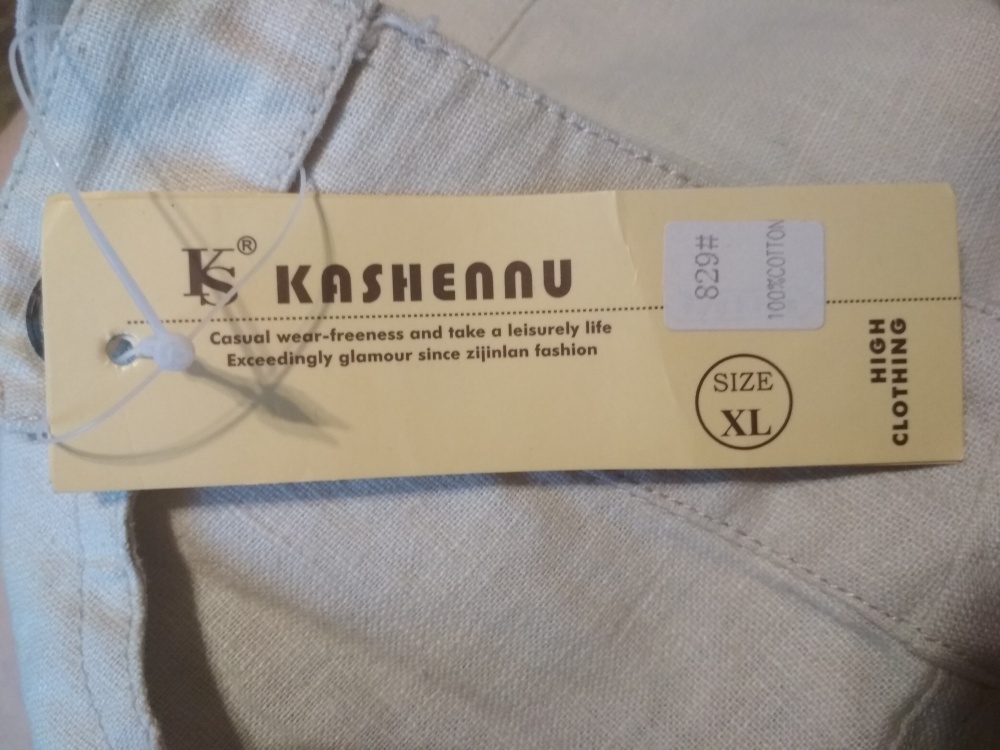 KS®
KASHENNU
Casual wear-freeness and take a leisurely life
Exceedingly glamour since zijinlan fashion
829#
100%COTTON
SIZE
XL
HIGH
CLOTHING